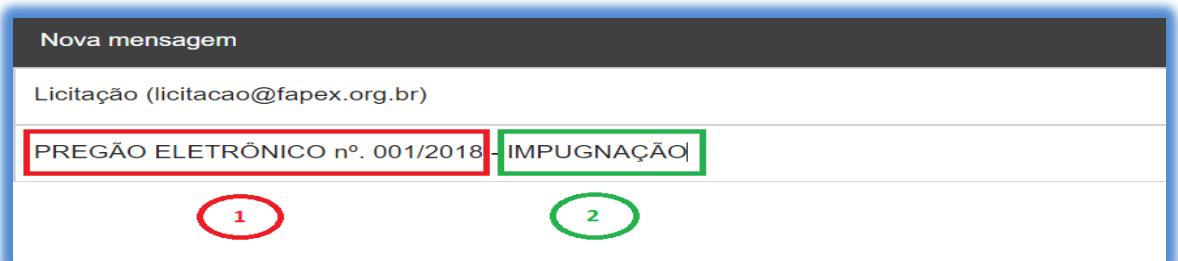 Nova mensagem
Licitação (licitacao@fapex.org.br)
PREGÃO ELETRÔNICO nº. 001/2018 - IMPUGNAÇÃO
1 2